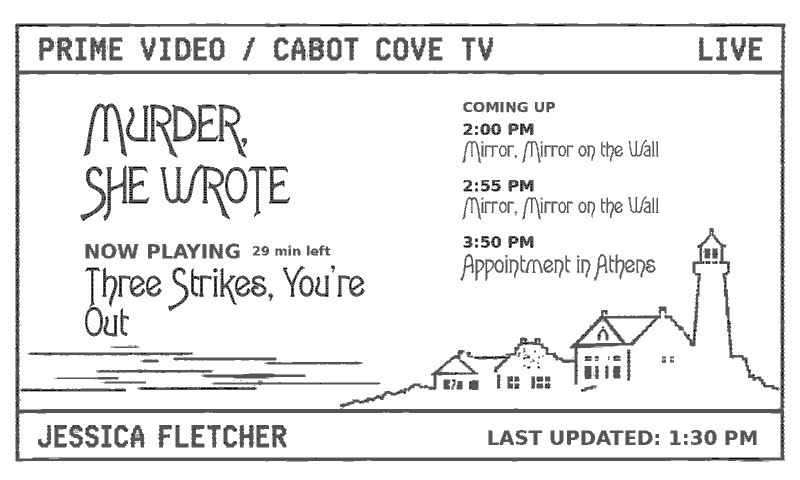 PRIME VIDEO / CABOT COVE TV
LIVE
MURDER,
SHE WROTE
NOW PLAYING 29 min left
Three Strikes, You're
Out
COMING UP
2:00 PM
Mirror, Mirror on the Wall
2:55 PM
Mirror, Mirror on the Wall
3:50 PM
Appointment in Athens
JESSICA FLETCHER
LAST UPDATED: 1:30 PM